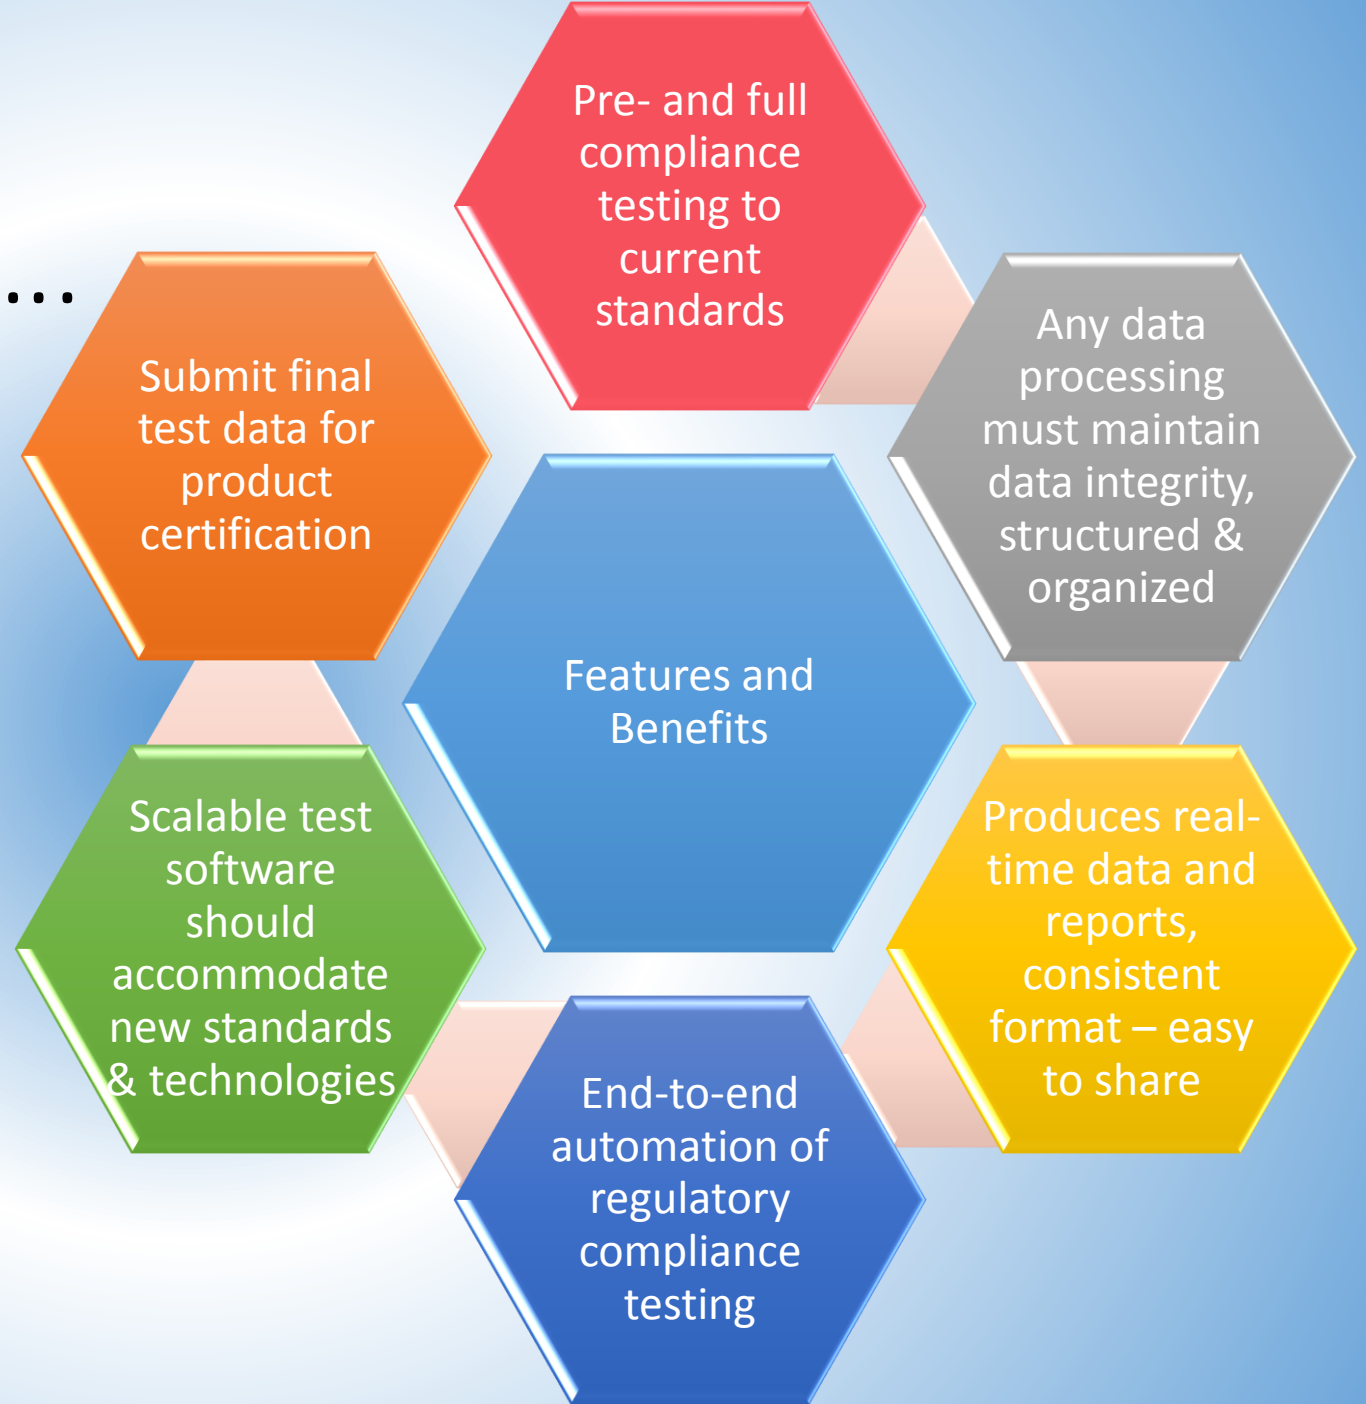 Pre- and full
compliance
testing to
current
standards
...
Submit final
test data for
product
certification
Any data
processing
must maintain
data integrity,
structured &
organized
Features and
Benefits
Scalable test
software
should
accommodate
new standards
& technologies
Produces real-
time data and
reports,
consistent
format – easy
to share
End-to-end
automation of
regulatory
compliance
testing